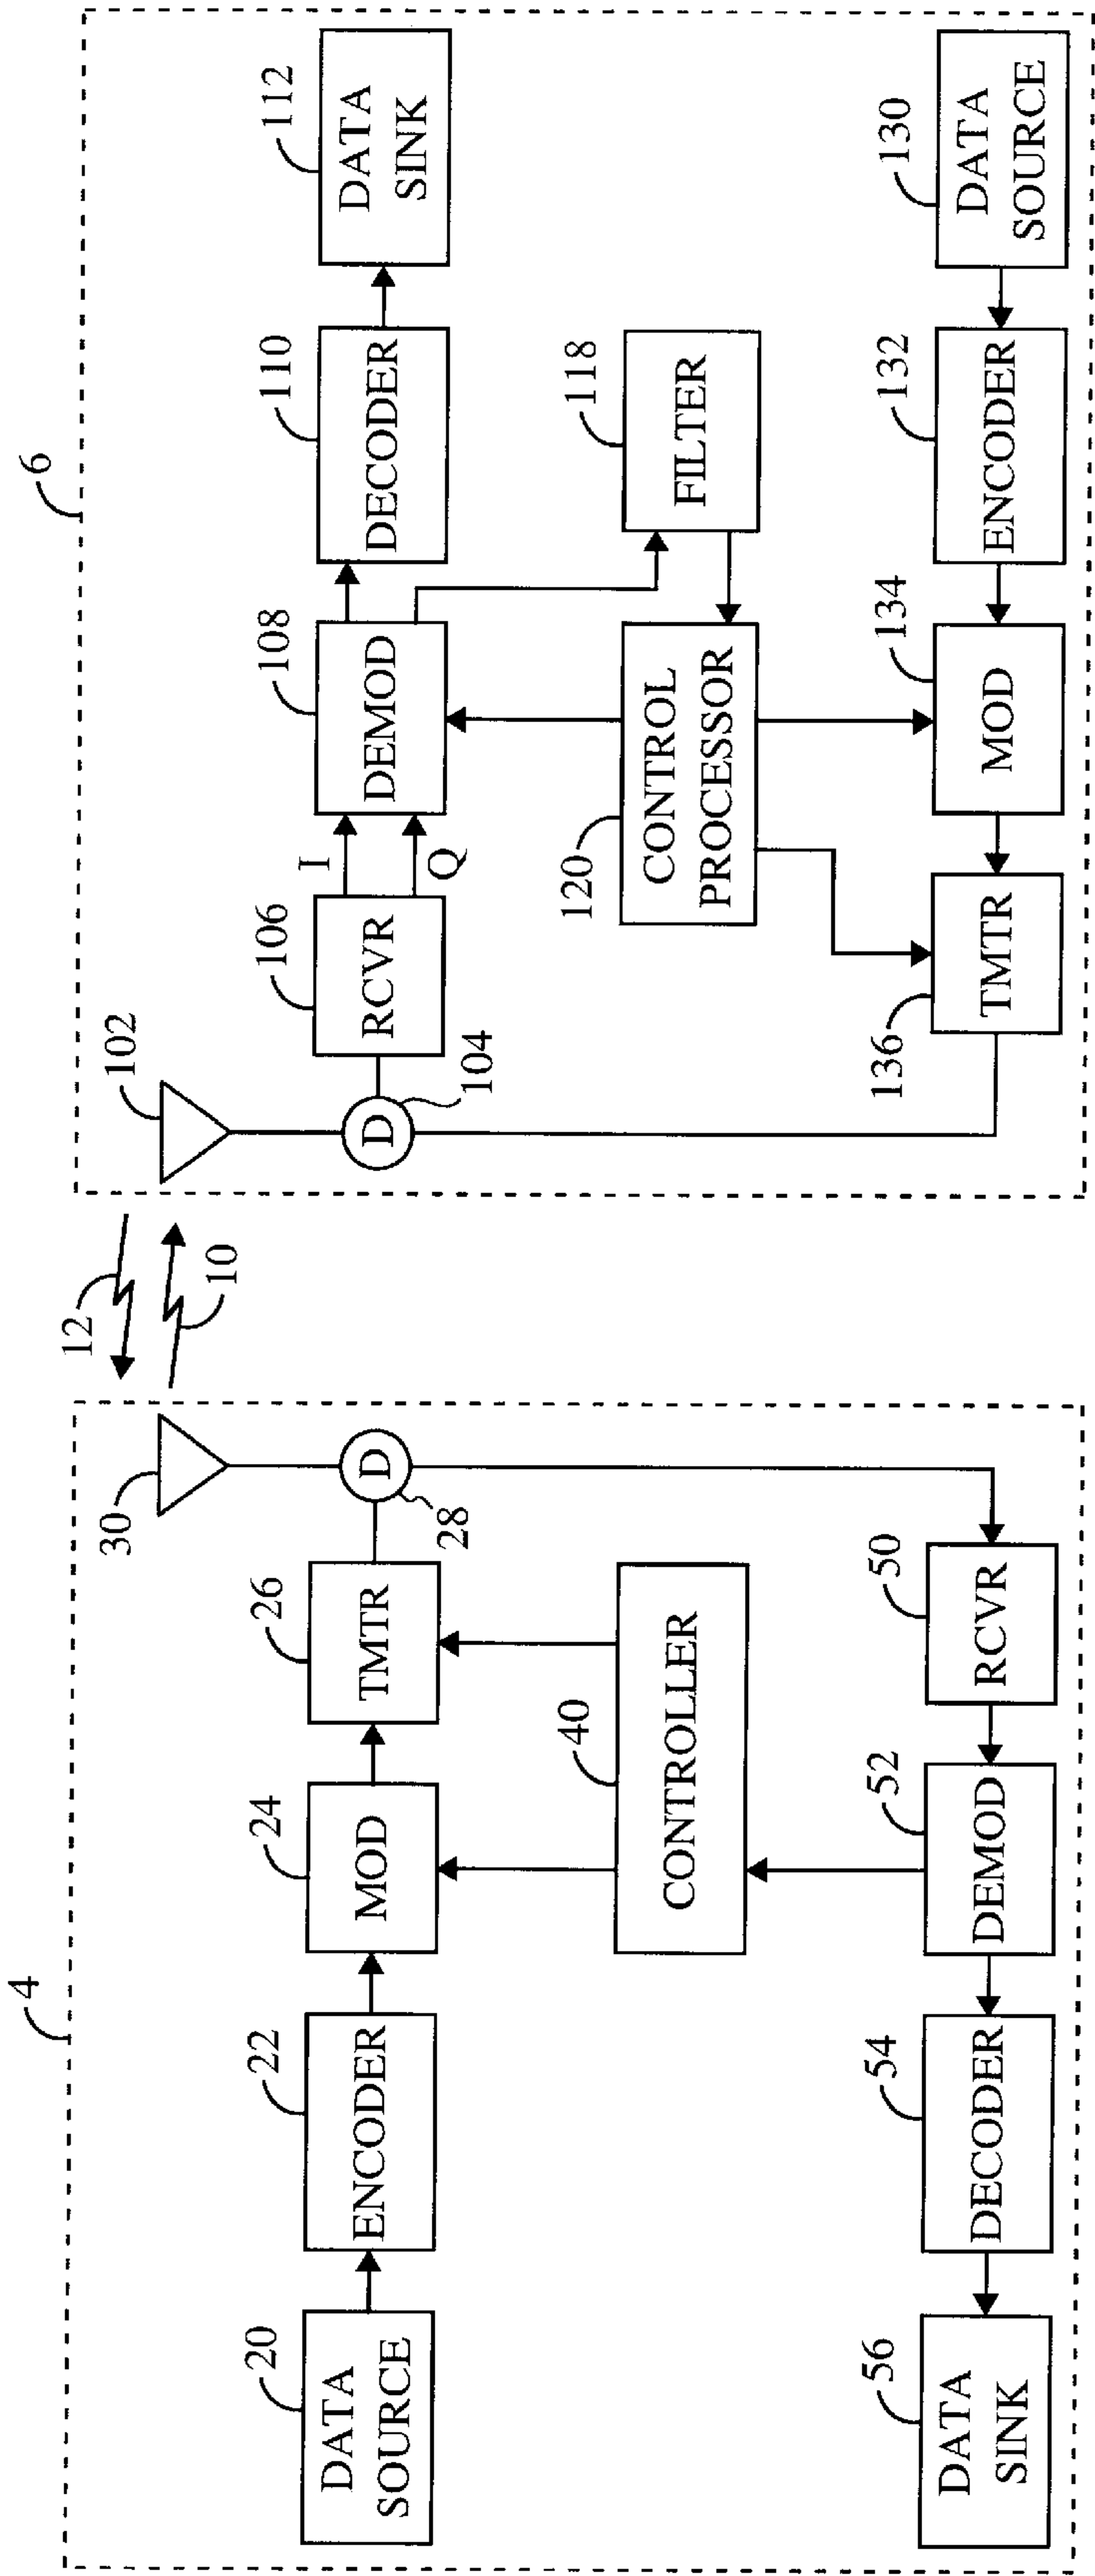 4
20
DATA
SOURCE
22
ENCODER
24
MOD
26
TMTR
30
D
28
40
CONTROLLER
56
DATA
SINK
54
DECODER
52
DEMOD
50
RCVR
12
10
6
102
D
104
106
RCVR
I
Q
108
DEMOD
110
DECODER
112
DATA
SINK
120
CONTROL
PROCESSOR
118
FILTER
136
TMTR
134
MOD
132
ENCODER
130
DATA
SOURCE